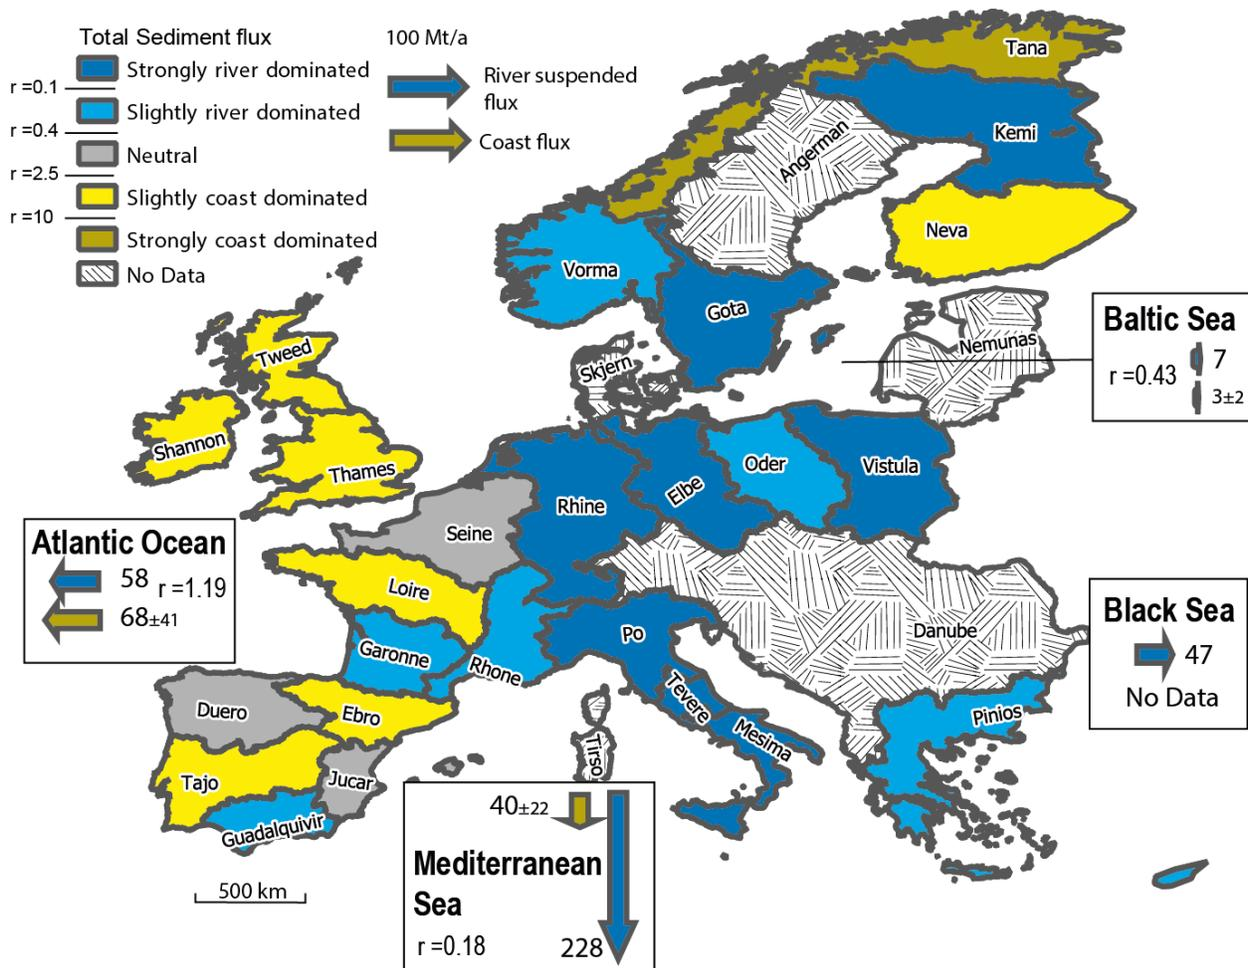 Total Sediment flux
Strongly river dominated
r =0.1
Slightly river dominated
r =0.4
Neutral
r =2.5
Slightly coast dominated
r =10
Strongly coast dominated
No Data
100 Mt/a
River suspended
flux
Coast flux
Tana
Kemi
Angerman
Neva
Vorma
Gota
Nemunas
Skjern
Tweed
Shannon
Thames
Baltic Sea
r =0.43
7
3±2
Oder
Vistula
Elbe
Rhine
Seine
Loire
Atlantic Ocean
58
r =1.19
68±41
Danube
Black Sea
47
No Data
Po
Garonne
Rhone
Tevere
Mesima
Pinios
Duero
Ebro
Tirso
Tajo
Jucar
Guadalquivir
500 km
40±22
Mediterranean
Sea
r =0.18
228